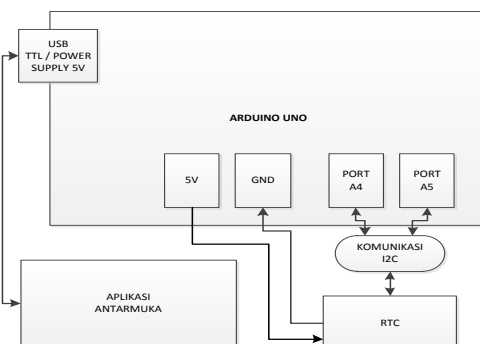 USB
TTL / POWER
SUPPLY 5V
ARDUINO UNO
5V
GND
PORT
A4
PORT
A5
KOMUNIKASI
I2C
APLIKASI
ANTARMUKA
RTC